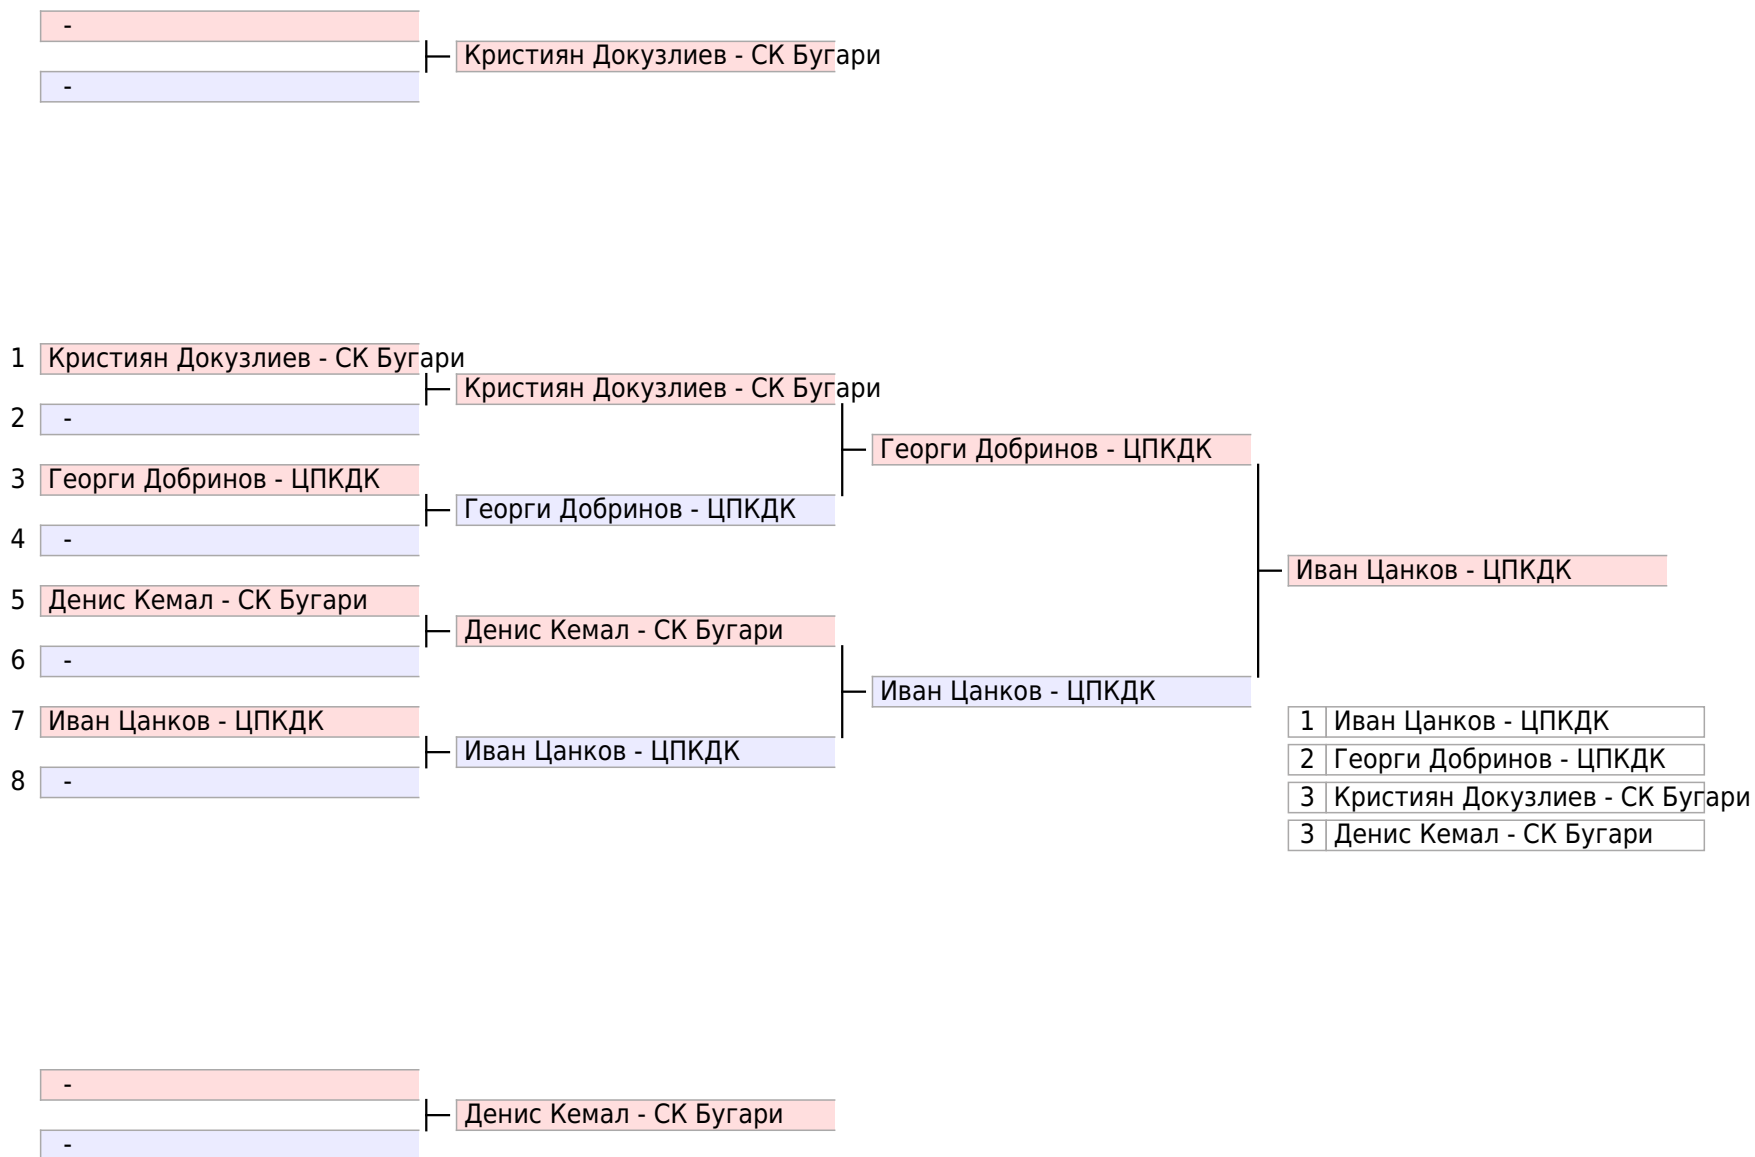 -
Кристиян Докузлиев - СК Бугари
-
1 Кристиян Докузлиев - СК Бугари
Кристиян Докузлиев - СК Бугари
2 -
Георги Добринов - ЦПКДК
3 Георги Добринов - ЦПКДК
Георги Добринов - ЦПКДК
4 -
Иван Цанков - ЦПКДК
5 Денис Кемал - СК Бугари
Денис Кемал - СК Бугари
6 -
Иван Цанков - ЦПКДК
7 Иван Цанков - ЦПКДК
Иван Цанков - ЦПКДК
8 -
1 Иван Цанков - ЦПКДК
2 Георги Добринов - ЦПКДК
3 Кристиян Докузлиев - СК Бугари
3 Денис Кемал - СК Бугари
-
Денис Кемал - СК Бугари
-